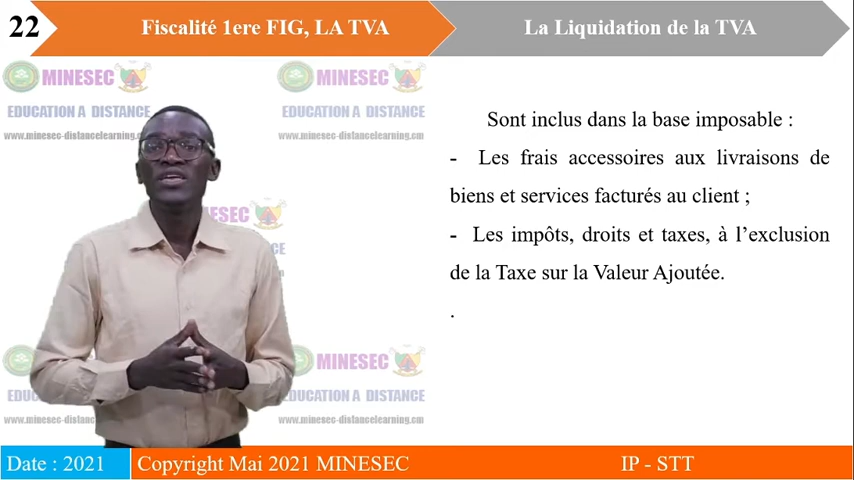 22
Fiscalité 1ere FIG, LA TVA
La Liquidation de la TVA
MINESEC
MINESEC
EDUCATION A DISTANCE
EDUCATION A DISTANCE
www.minesec-distancelearning.cm
www.minesec-distancelearning.cm
Sont inclus dans la base imposable :
- Les frais accessoires aux livraisons de
biens et services facturés au client ;
- Les impôts, droits et taxes, à l’exclusion
de la Taxe sur la Valeur Ajoutée.
.
MINESEC
MINESEC
EDUCATION A DISTANCE
www.minesec-distancelearning.cm
Date : 2021
Copyright Mai 2021 MINESEC
IP - STT